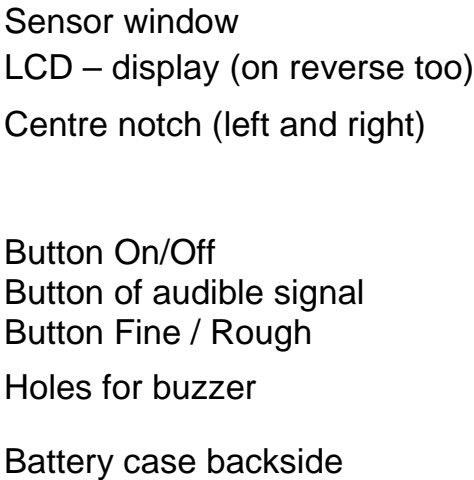 Sensor window
LCD – display (on reverse too)
Centre notch (left and right)
Button On/Off
Button of audible signal
Button Fine / Rough
Holes for buzzer
Battery case backside